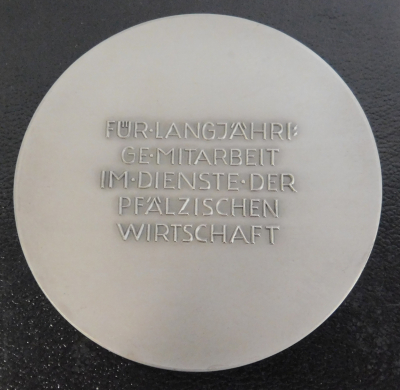 FÜR·LANGJÄHRI:
GE·MITARBEIT
IM·DIENSTE·DER
PFÄLZISCHEN
WIRTSCHAFT